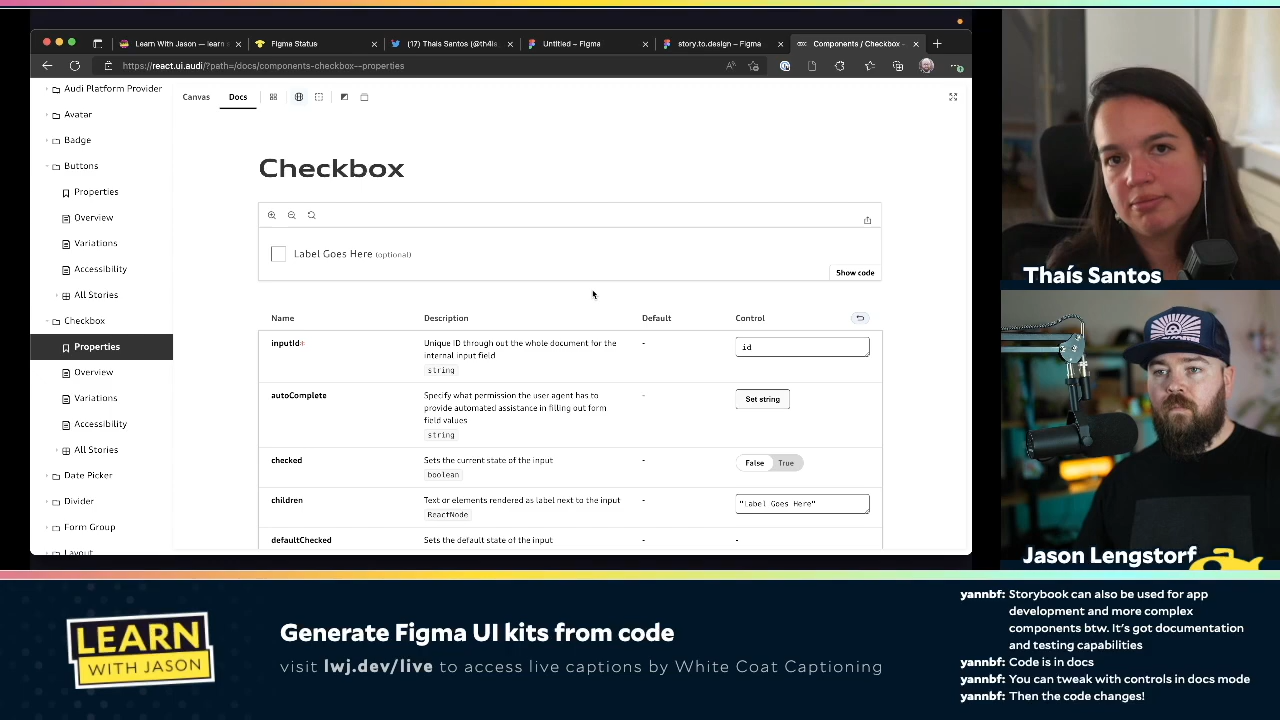 Learn With Jason — learn s
Figma Status
(17) Thais Santos (@th4is
Untitled – Figma
story.to.design – Figma
Components / Checkbox -
https://react.ui.audi/?path=/docs/components-checkbox--properties
Audi Platform Provider
Avatar
Badge
Buttons
Properties
Overview
Variations
Accessibility
All Stories
Checkbox
Properties
Overview
Variations
Accessibility
All Stories
Date Picker
Divider
Form Group
Layout
Canvas
Docs
Checkbox
Label Goes Here (optional)
Show code
Name Description Default Control
inputId* Unique ID through out the whole document for the - id
internal input field
string
autoComplete Specify what permission the user agent has to - Set string
provide automated assistance in filling out form
field values
string
checked Sets the current state of the input - False True
boolean
children Text or elements rendered as label next to the input - "Label Goes Here"
ReactNode
defaultChecked Sets the default state of the input - -
Thaís Santos
Jason Lengstorf
LEARN
WITH JASON
Generate Figma UI kits from code
visit lwj.dev/live to access live captions by White Coat Captioning
yannbf: Storybook can also be used for app
development and more complex
components btw. It's got documentation
and testing capabilities
yannbf: Code is in docs
yannbf: You can tweak with controls in docs mode
yannbf: Then the code changes!